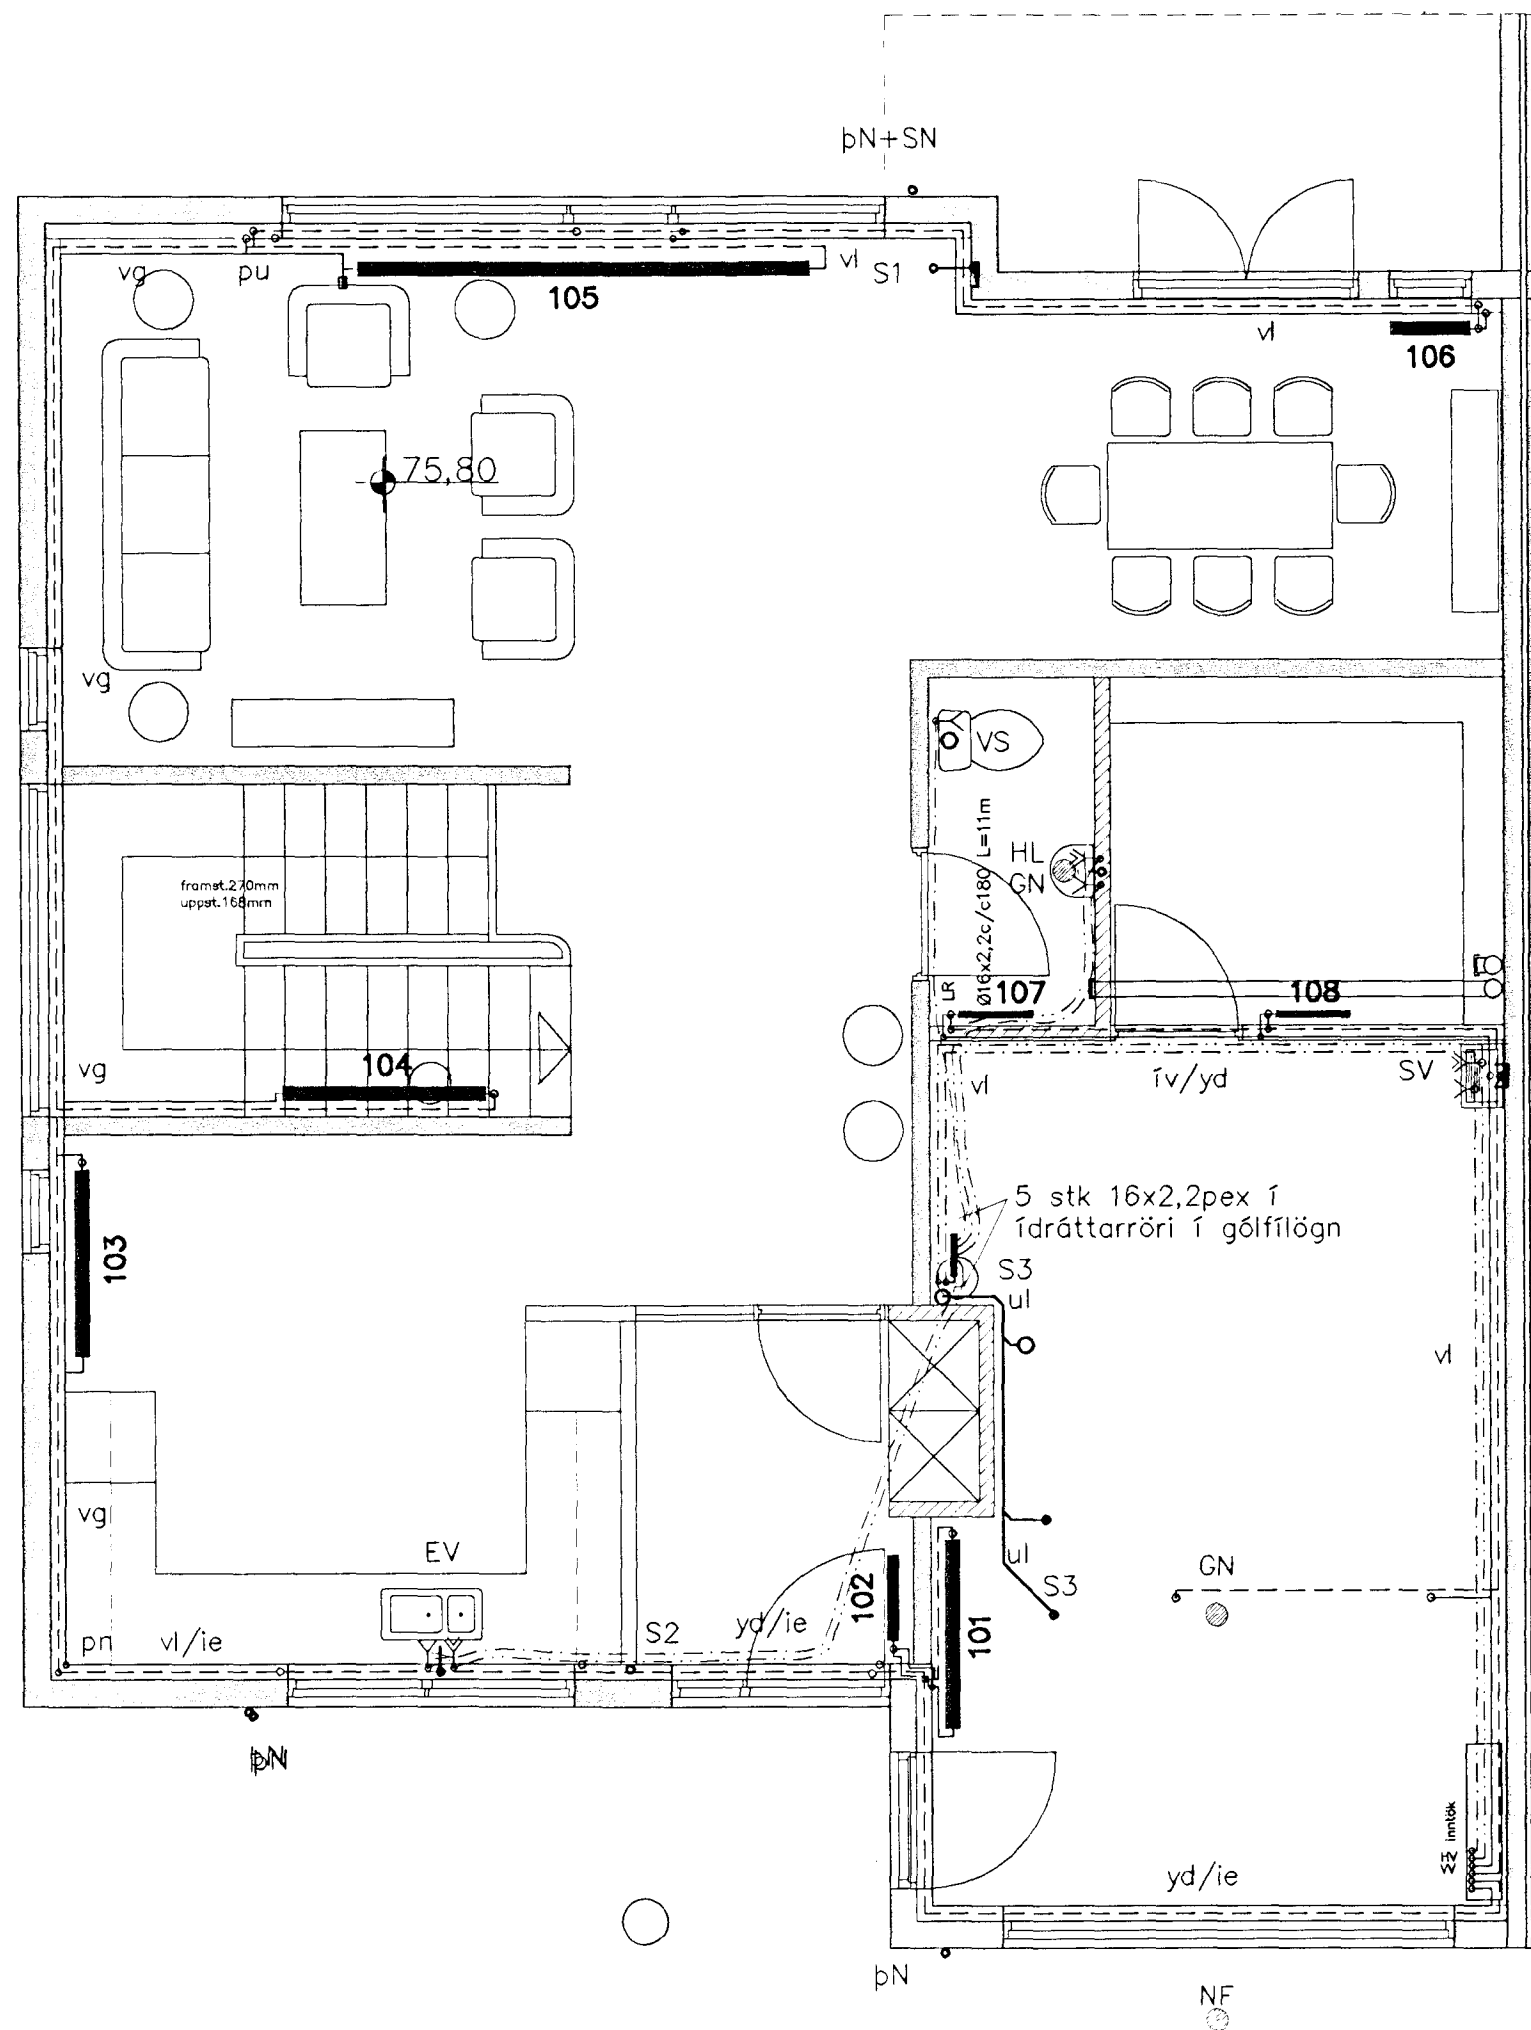 þN+SN
vg
pu
105
vl
S1
vl
106
75,80
vg
VS
HL
GN
Ø16x2,2c/c180 L=11m
framst.270mm
uppst.168mm
LR
107
108
vg
104
vl
ív/yd
SV
103
5 stk 16x2,2pex í
ídráttarröri í gólfílögn
S3
ul
vl
vg
EV
ul
S3
GN
102
101
pn
vl/ie
S2
yd/ie
þN
inntök
yd/ie
þN
NF